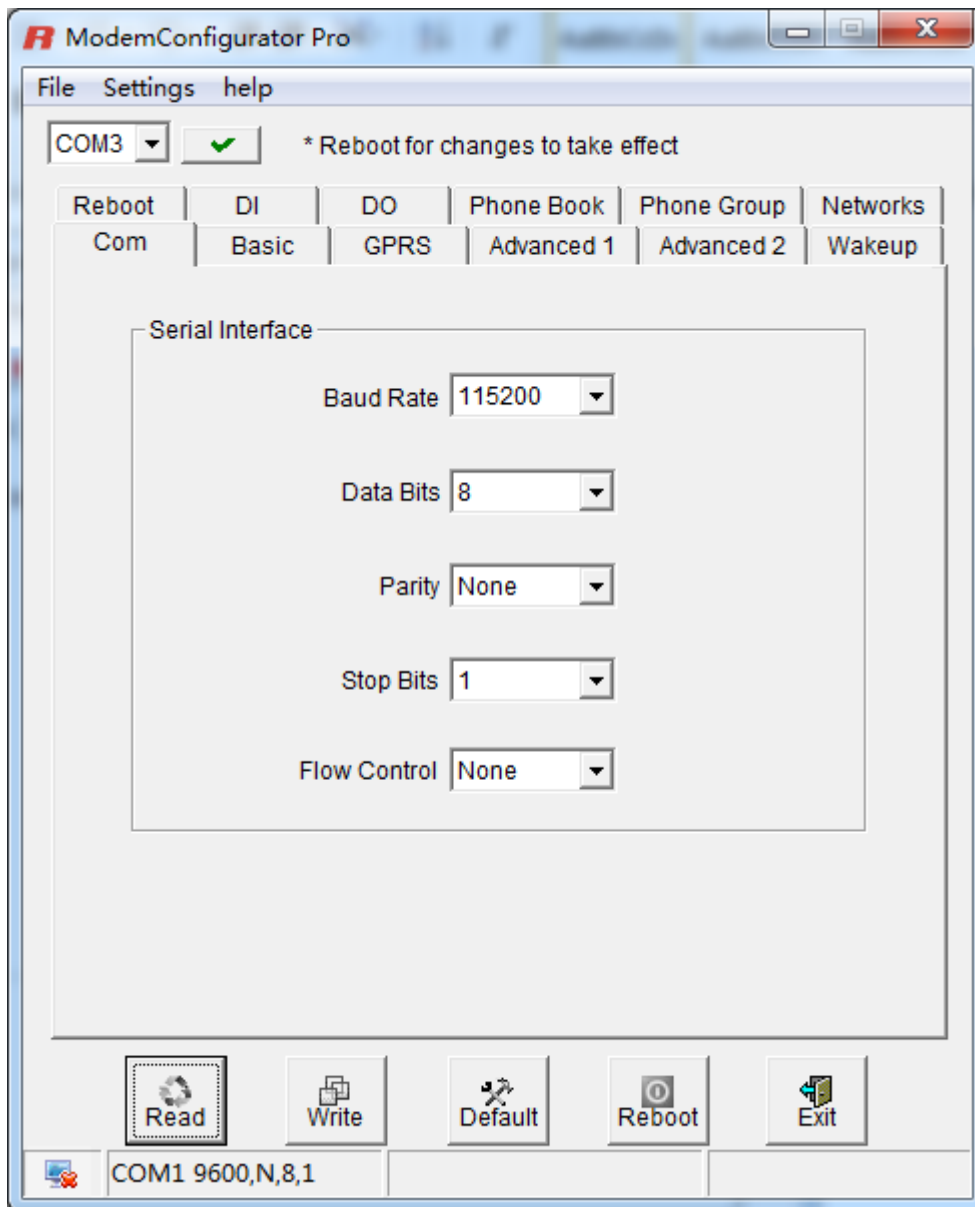 R ModemConfigurator Pro
File Settings help
COM3 * Reboot for changes to take effect
Reboot DI DO Phone Book Phone Group Networks
Com Basic GPRS Advanced 1 Advanced 2 Wakeup
Serial Interface
Baud Rate 115200
Data Bits 8
Parity None
Stop Bits 1
Flow Control None
Read Write Default Reboot Exit
COM1 9600,N,8,1